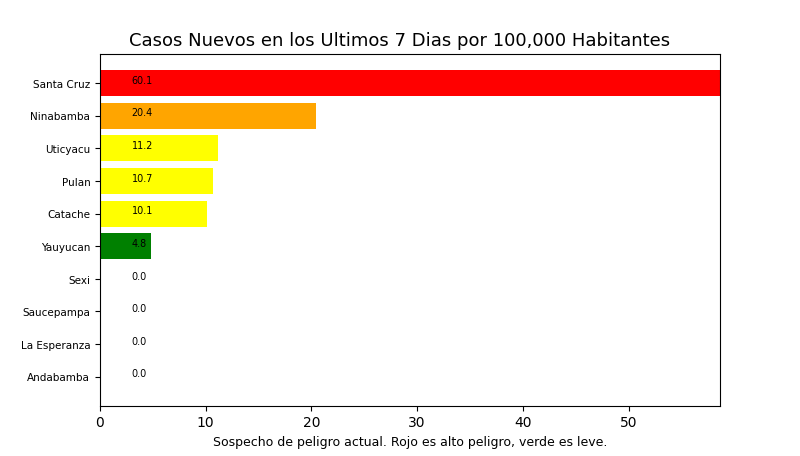 Casos Nuevos en los Ultimos 7 Dias por 100,000 Habitantes
Santa Cruz 60.1
Ninabamba 20.4
Uticyacu 11.2
Pulan 10.7
Catache 10.1
Yauyucan 4.8
Sexi 0.0
Saucepampa 0.0
La Esperanza 0.0
Andabamba 0.0
0 10 20 30 40 50
Sospecho de peligro actual. Rojo es alto peligro, verde es leve.